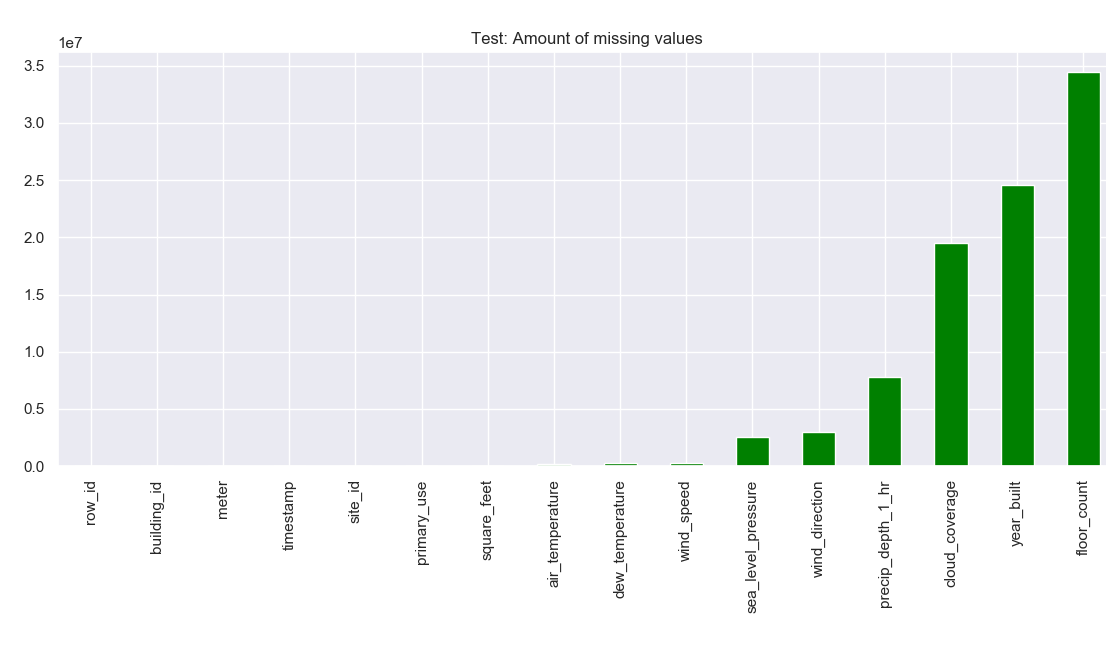 Test: Amount of missing values
1e7
3.5
3.0
2.5
2.0
1.5
1.0
0.5
0.0
row_id
building_id
meter
timestamp
site_id
primary_use
square_feet
air_temperature
dew_temperature
wind_speed
sea_level_pressure
wind_direction
precip_depth_1_hr
cloud_coverage
year_built
floor_count